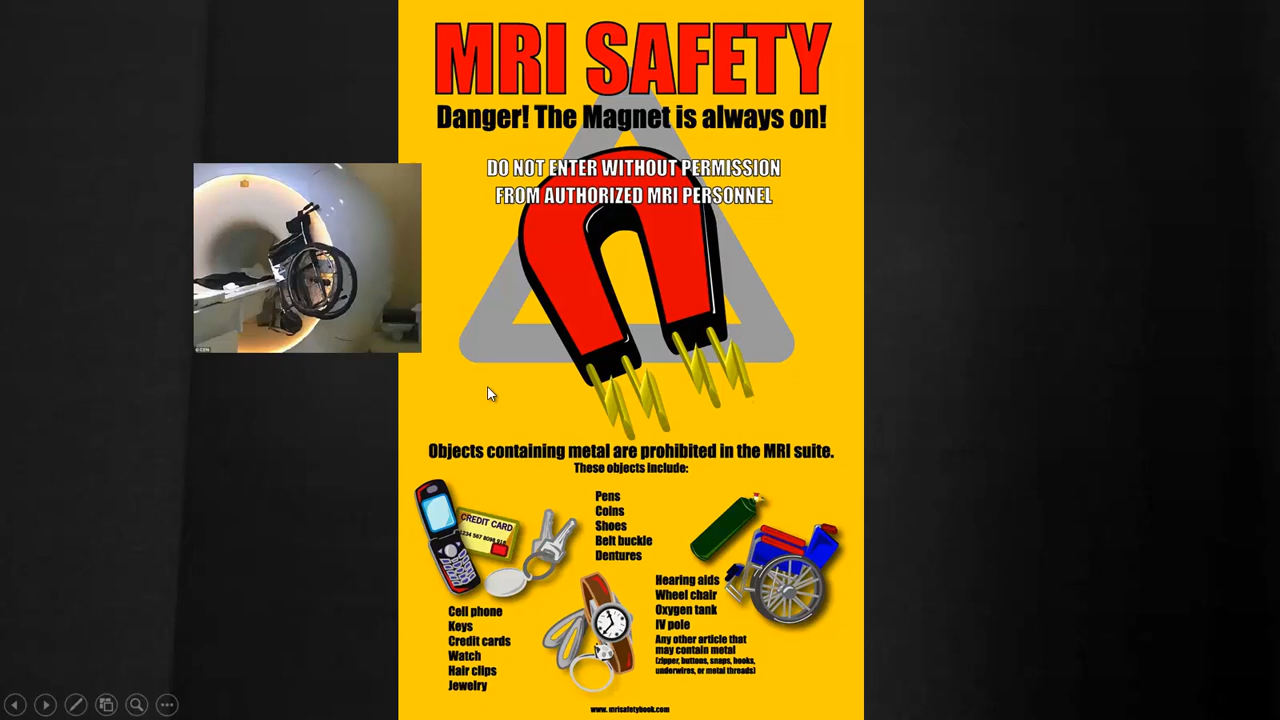 MRI SAFETY
Danger! The Magnet is always on!
DO NOT ENTER WITHOUT PERMISSION
FROM AUTHORIZED MRI PERSONNEL
Objects containing metal are prohibited in the MRI suite.
These objects include:
CREDIT CARD
Pens
Coins
Shoes
Belt buckle
Dentures
Cell phone
Keys
Credit cards
Watch
Hair clips
Jewelry
Hearing aids
Wheel chair
Oxygen tank
IV pole
Any other article that
may contain metal
(zipper, buttons, snaps, hooks,
underwires, or metal threads)
www.mrisafetybook.com